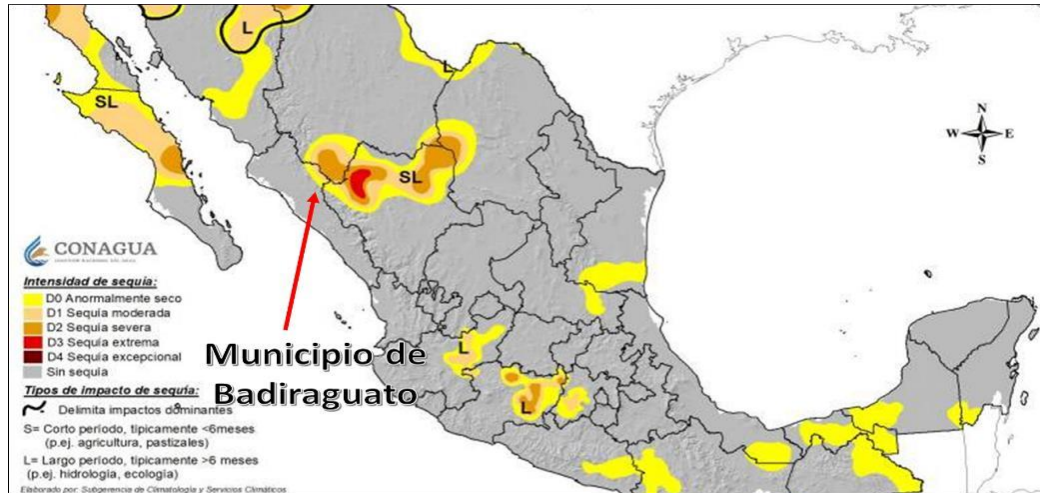 L
L
SL
SL
N
W E
S
CONAGUA
Intensidad de sequía:
D0 Anormalmente seco
D1 Sequía moderada
D2 Sequía severa
D3 Sequía extrema
D4 Sequía excepcional
Sin sequía
Municipio de
Badiraguato
L
L
Tipos de impacto de sequía:
Delimita impactos dominantes
S= Corto período, típicamente <6meses
(p.ej. agricultura, pastizales)
L= Largo período, típicamente >6 meses
(p.ej. hidrología, ecología)
Elaborado por: Subgerencia de Climatología y Servicios Climáticos